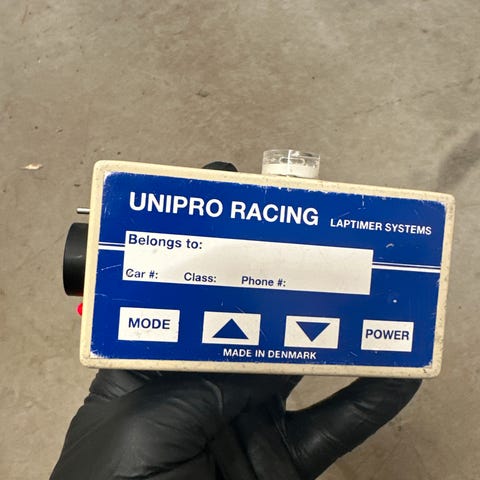 UNIPRO RACING LAPTIMER SYSTEMS
Belongs to:
Car #: Class: Phone #:
MODE POWER
MADE IN DENMARK